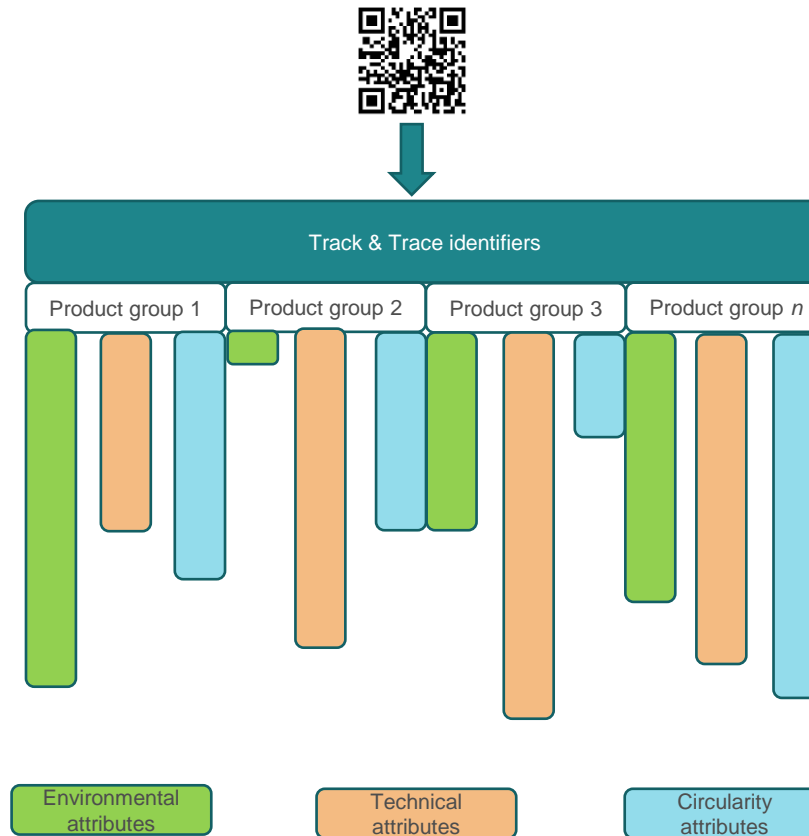 Track & Trace identifiers
Product group 1
Product group 2
Product group 3
Product group n
Environmental
attributes
Technical
attributes
Circularity
attributes